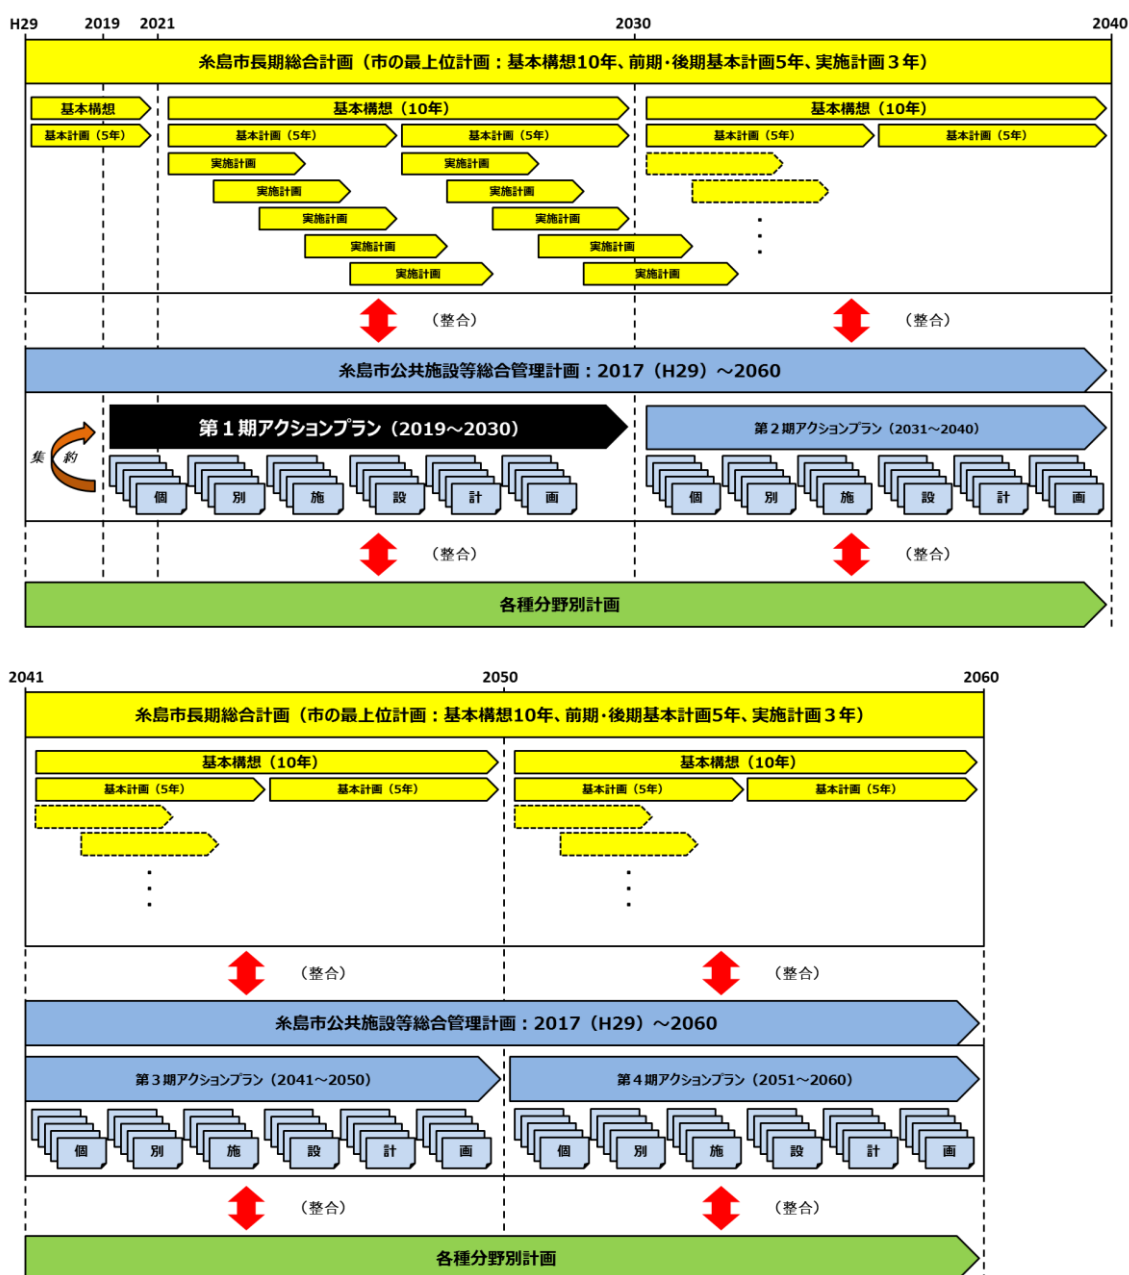 H29 2019 2021 2030 2040
糸島市長期総合計画（市の最上位計画：基本構想10年、前期・後期基本計画5年、実施計画３年）
基本構想 基本構想（10年） 基本構想（10年）
基本計画（5年） 基本計画（5年） 基本計画（5年） 基本計画（5年） 基本計画（5年）
実施計画 実施計画
実施計画 実施計画
実施計画 実施計画
実施計画 実施計画
実施計画 実施計画
（整合） （整合）
糸島市公共施設等総合管理計画：2017（H29）～2060
第１期アクションプラン（2019～2030） 第２期アクションプラン（2031～2040）
集 約
個 別 施 設 計 画 個 別 施 設 計 画
（整合） （整合）
各種分野別計画
2041 2050 2060
糸島市長期総合計画（市の最上位計画：基本構想10年、前期・後期基本計画5年、実施計画３年）
基本構想（10年） 基本構想（10年）
基本計画（5年） 基本計画（5年） 基本計画（5年） 基本計画（5年）
（整合） （整合）
糸島市公共施設等総合管理計画：2017（H29）～2060
第３期アクションプラン（2041～2050） 第４期アクションプラン（2051～2060）
個 別 施 設 計 画 個 別 施 設 計 画
（整合） （整合）
各種分野別計画